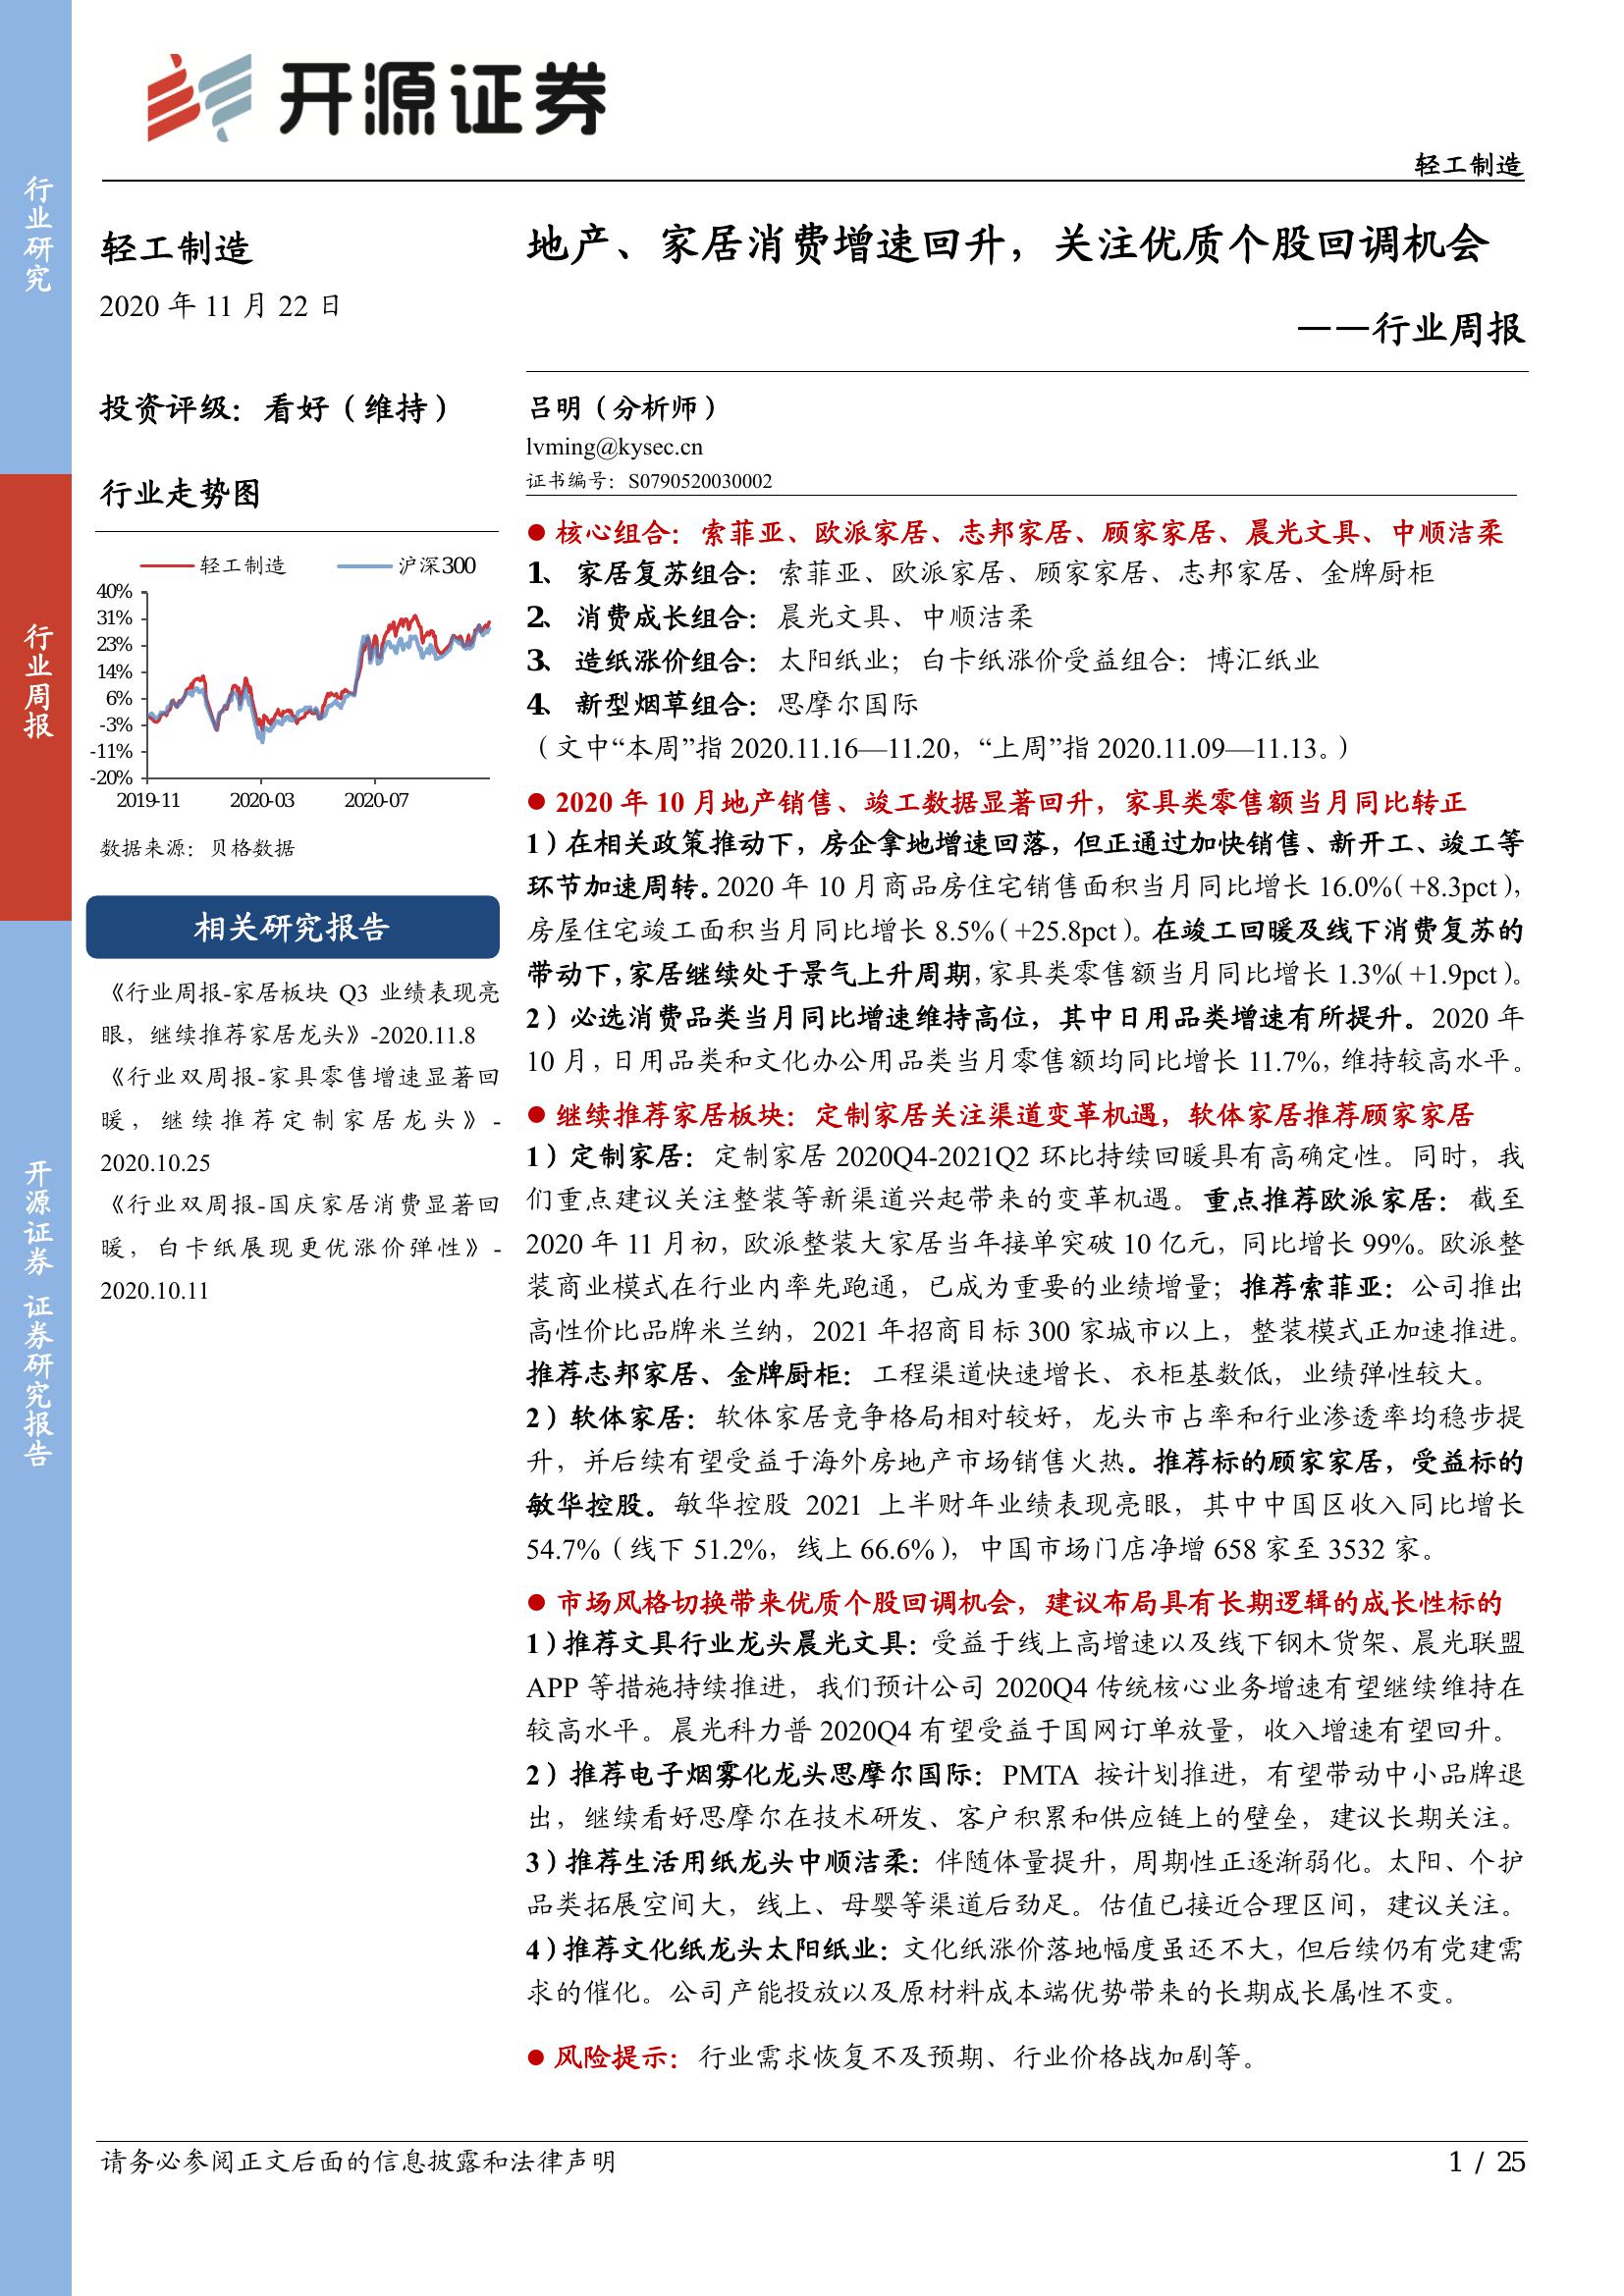 开源证券
轻工制造
行业研究
行业周报
开源证券 证券研究报告
轻工制造
2020 年 11 月 22 日
投资评级：看好（维持）
行业走势图
轻工制造 沪深300
40%
31%
23%
14%
6%
-3%
-11%
-20%
2019-11 2020-03 2020-07
数据来源：贝格数据
相关研究报告
《行业周报-家居板块 Q3 业绩表现亮
眼，继续推荐家居龙头》-2020.11.8
《行业双周报-家具零售增速显著回
暖，继续推荐定制家居龙头》-
2020.10.25
《行业双周报-国庆家居消费显著回
暖，白卡纸展现更优涨价弹性》-
2020.10.11
地产、家居消费增速回升，关注优质个股回调机会
——行业周报
吕明（分析师）
lvming@kysec.cn
证书编号：S0790520030002
● 核心组合：索菲亚、欧派家居、志邦家居、顾家家居、晨光文具、中顺洁柔
1、 家居复苏组合：索菲亚、欧派家居、顾家家居、志邦家居、金牌厨柜
2、 消费成长组合：晨光文具、中顺洁柔
3、 造纸涨价组合：太阳纸业；白卡纸涨价受益组合：博汇纸业
4、 新型烟草组合：思摩尔国际
（文中“本周”指 2020.11.16—11.20，“上周”指 2020.11.09—11.13。）
● 2020 年 10 月地产销售、竣工数据显著回升，家具类零售额当月同比转正
1）在相关政策推动下，房企拿地增速回落，但正通过加快销售、新开工、竣工等
环节加速周转。2020 年 10 月商品房住宅销售面积当月同比增长 16.0%（+8.3pct），
房屋住宅竣工面积当月同比增长 8.5%（+25.8pct）。在竣工回暖及线下消费复苏的
带动下，家居继续处于景气上升周期，家具类零售额当月同比增长 1.3%（+1.9pct）。
2）必选消费品类当月同比增速维持高位，其中日用品类增速有所提升。2020 年
10 月，日用品类和文化办公用品类当月零售额均同比增长 11.7%，维持较高水平。
● 继续推荐家居板块：定制家居关注渠道变革机遇，软体家居推荐顾家家居
1）定制家居：定制家居 2020Q4-2021Q2 环比持续回暖具有高确定性。同时，我
们重点建议关注整装等新渠道兴起带来的变革机遇。重点推荐欧派家居：截至
2020 年 11 月初，欧派整装大家居当年接单突破 10 亿元，同比增长 99%。欧派整
装商业模式在行业内率先跑通，已成为重要的业绩增量；推荐索菲亚：公司推出
高性价比品牌米兰纳，2021 年招商目标 300 家城市以上，整装模式正加速推进。
推荐志邦家居、金牌厨柜：工程渠道快速增长、衣柜基数低，业绩弹性较大。
2）软体家居：软体家居竞争格局相对较好，龙头市占率和行业渗透率均稳步提
升，并后续有望受益于海外房地产市场销售火热。推荐标的顾家家居，受益标的
敏华控股。敏华控股 2021 上半财年业绩表现亮眼，其中中国区收入同比增长
54.7%（线下 51.2%，线上 66.6%），中国市场门店净增 658 家至 3532 家。
● 市场风格切换带来优质个股回调机会，建议布局具有长期逻辑的成长性标的
1）推荐文具行业龙头晨光文具：受益于线上高增速以及线下钢木货架、晨光联盟
APP 等措施持续推进，我们预计公司 2020Q4 传统核心业务增速有望继续维持在
较高水平。晨光科力普 2020Q4 有望受益于国网订单放量，收入增速有望回升。
2）推荐电子烟雾化龙头思摩尔国际：PMTA 按计划推进，有望带动中小品牌退
出，继续看好思摩尔在技术研发、客户积累和供应链上的壁垒，建议长期关注。
3）推荐生活用纸龙头中顺洁柔：伴随体量提升，周期性正逐渐弱化。太阳、个护
品类拓展空间大，线上、母婴等渠道后劲足。估值已接近合理区间，建议关注。
4）推荐文化纸龙头太阳纸业：文化纸涨价落地幅度虽还不大，但后续仍有党建需
求的催化。公司产能投放以及原材料成本端优势带来的长期成长属性不变。
● 风险提示：行业需求恢复不及预期、行业价格战加剧等。
请务必参阅正文后面的信息披露和法律声明
1 / 25